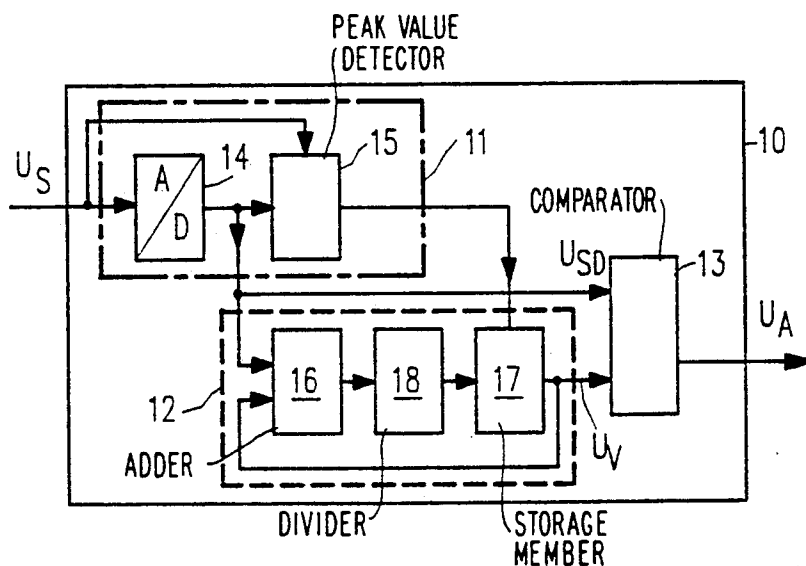 PEAK VALUE
DETECTOR
U_S
A
D
14
15
11
10
COMPARATOR
U_SD
13
U_A
12
16
18
17
ADDER
U_V
DIVIDER
STORAGE
MEMBER